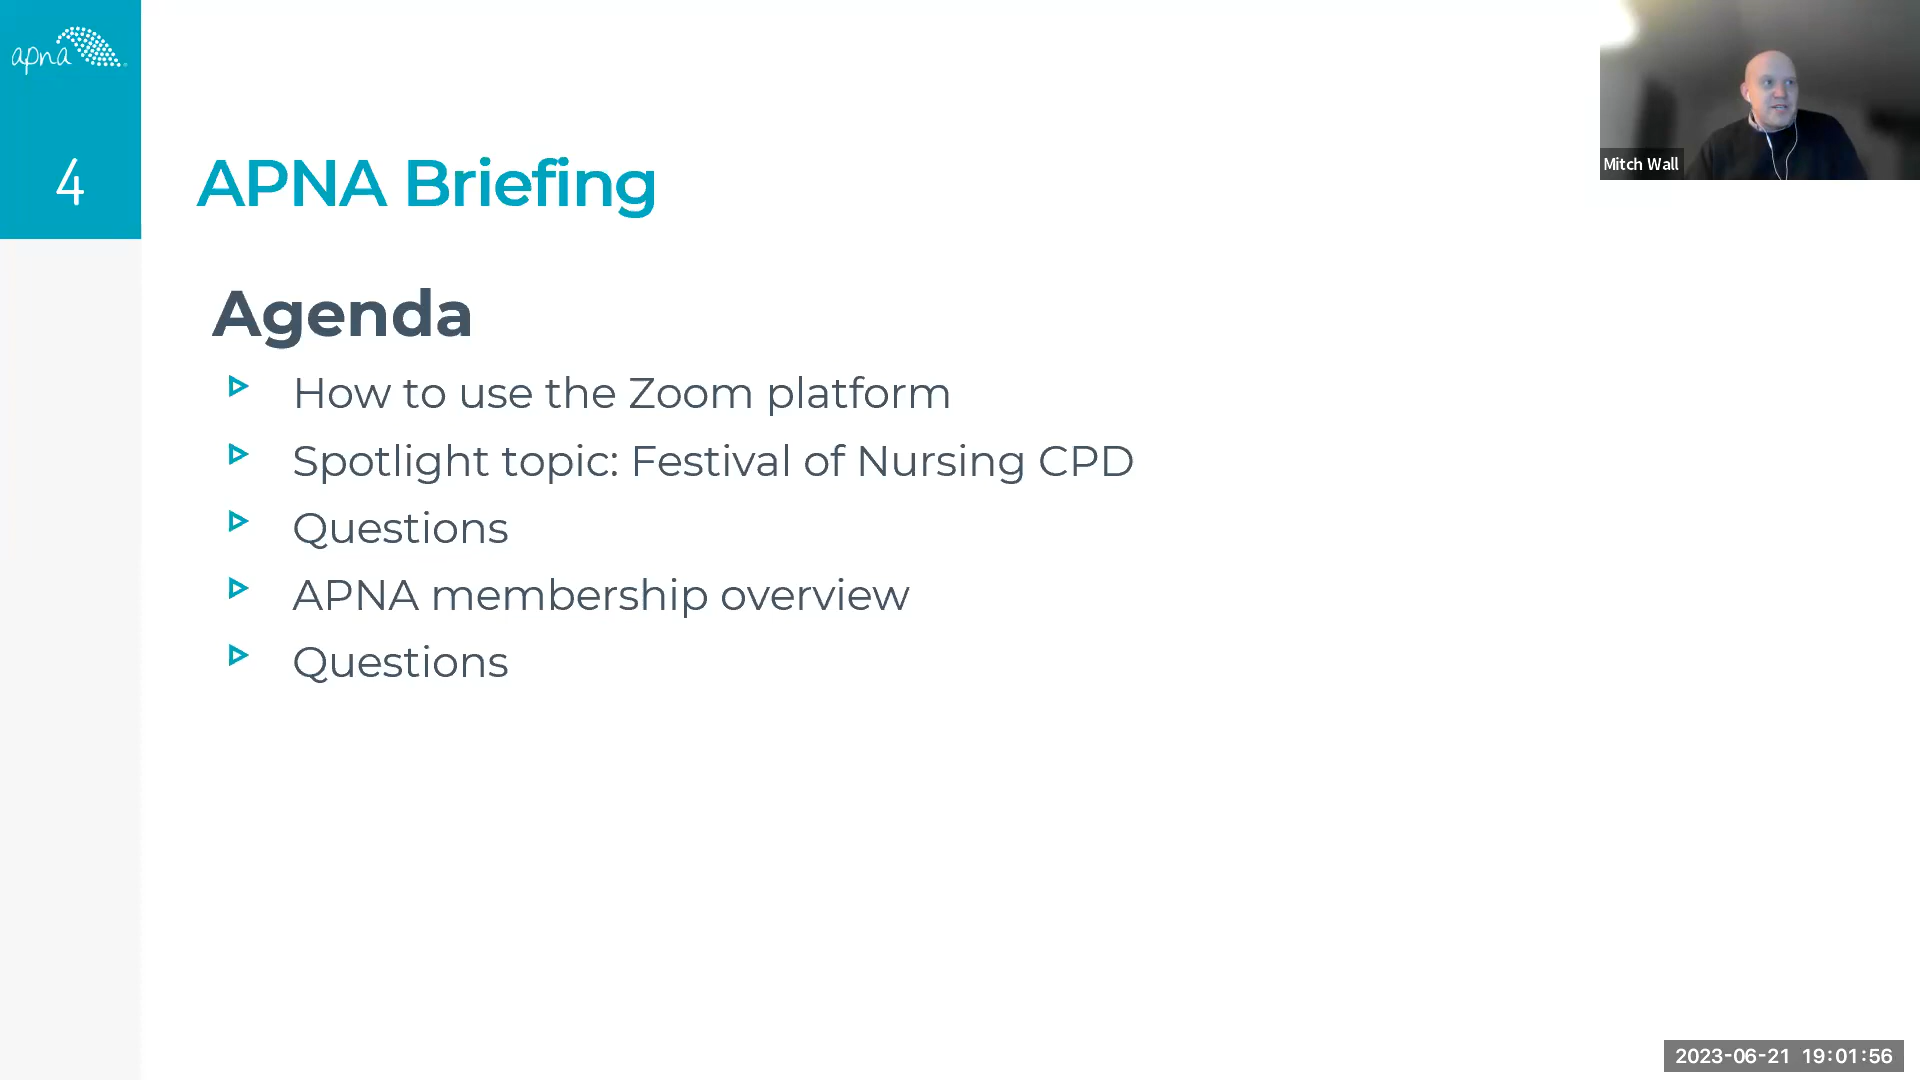 apna
4
APNA Briefing
Mitch Wall
Agenda
How to use the Zoom platform
Spotlight topic: Festival of Nursing CPD
Questions
APNA membership overview
Questions
2023-06-21 19:01:56